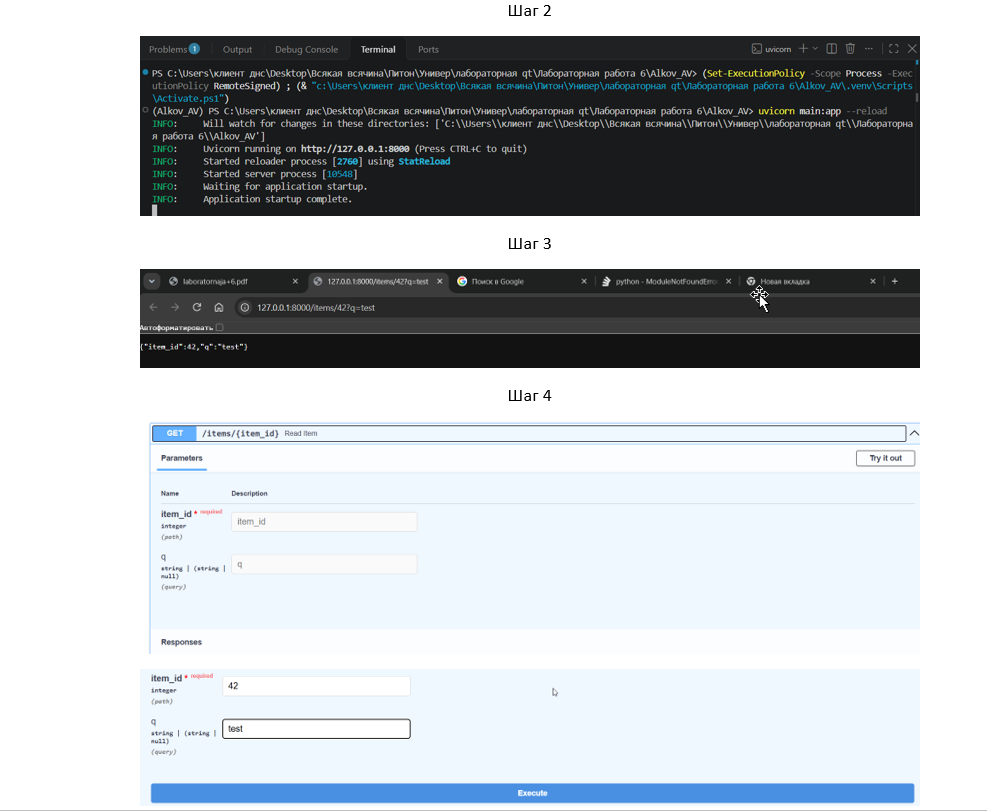 Шаг 2
Problems 1 Output Debug Console Terminal Ports uvicorn
PS C:\Users\клиент днс\Desktop\Всякая всячина\Питон\Универ\лабораторная qt\Лабораторная работа 6\Alkov_AV> (Set-ExecutionPolicy -Scope Process -Exec
utionPolicy RemoteSigned) ; (& "c:\Users\клиент днс\Desktop\Всякая всячина\Питон\Универ\лабораторная qt\Лабораторная работа 6\Alkov_AV\.venv\Scripts
\Activate.ps1")
(Alkov_AV) PS C:\Users\клиент днс\Desktop\Всякая всячина\Питон\Универ\лабораторная qt\Лабораторная работа 6\Alkov_AV> uvicorn main:app --reload
INFO: Will watch for changes in these directories: ['C:\\Users\\клиент днс\\Desktop\\Всякая всячина\\Питон\\Универ\\лабораторная qt\\Лабораторна
я работа 6\\Alkov_AV']
INFO: Uvicorn running on http://127.0.0.1:8000 (Press CTRL+C to quit)
INFO: Started reloader process [2760] using StatReload
INFO: Started server process [10548]
INFO: Waiting for application startup.
INFO: Application startup complete.
Шаг 3
laboratornaja+6.pdf 127.0.0.1:8000/items/42?q=test Поиск в Google python - ModuleNotFoundErro Новая вкладка
127.0.0.1:8000/items/42?q=test
Автоформатировать
{"item_id":42,"q":"test"}
Шаг 4
GET /items/{item_id} Read Item
Parameters Try it out
Name Description
item_id * required
integer
(path)
item_id
q
string | (string |
null)
(query)
q
Responses
item_id * required
integer
(path)
42
q
string | (string |
null)
(query)
test
Execute